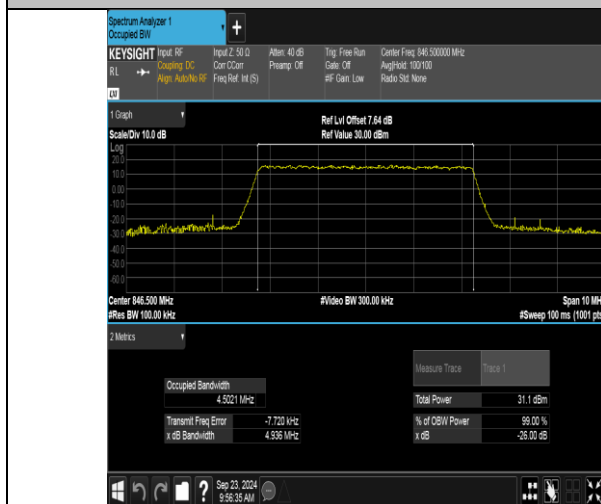 Spectrum Analyzer 1
Occupied BW
+
KEYSIGHT Input: RF Input Z: 50 Ω Atten: 40 dB Trig: Free Run Center Freq: 846.500000 MHz
RL Coupling: DC Corr CCorr Preamp: Off Gate: Off Avg|Hold: 100/100
Align: Auto/No RF Freq Ref: Int (S) #IF Gain: Low Radio Std: None
1 Graph
Ref Lvl Offset 7.64 dB
Scale/Div 10.0 dB Ref Value 30.00 dBm
Log
20.0
10.0
0.00
-10.0
-20.0
-30.0
-40.0
-50.0
-60.0
Center 846.500 MHz #Video BW 300.00 kHz Span 10 MH
#Res BW 100.00 kHz #Sweep 100 ms (1001 pts
2 Metrics
Measure Trace Trace 1
Occupied Bandwidth
4.5021 MHz Total Power 31.1 dBm
Transmit Freq Error -7.720 kHz % of OBW Power 99.00 %
x dB Bandwidth 4.936 MHz x dB -26.00 dB
? Sep 23, 2024
9:56:35 AM